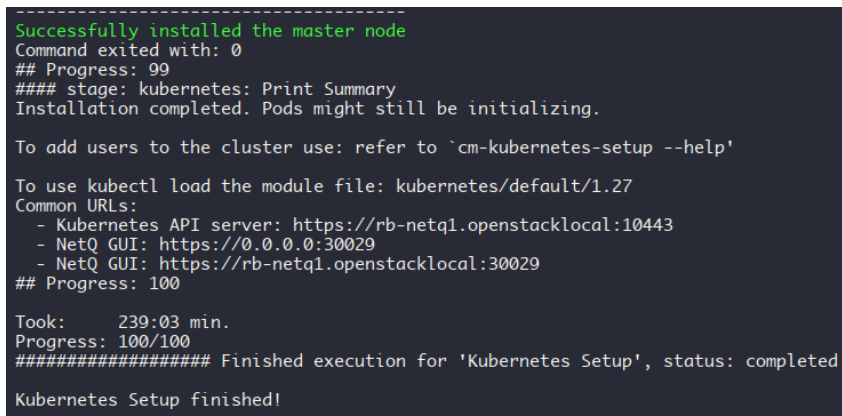 ---------------------------------------
Successfully installed the master node
Command exited with: 0
## Progress: 99
#### stage: kubernetes: Print Summary
Installation completed. Pods might still be initializing.

To add users to the cluster use: refer to `cm-kubernetes-setup --help'

To use kubectl load the module file: kubernetes/default/1.27
Common URLs:
  - Kubernetes API server: https://rb-netq1.openstacklocal:10443
  - NetQ GUI: https://0.0.0.0:30029
  - NetQ GUI: https://rb-netq1.openstacklocal:30029
## Progress: 100

Took:     239:03 min.
Progress: 100/100
################### Finished execution for 'Kubernetes Setup', status: completed

Kubernetes Setup finished!